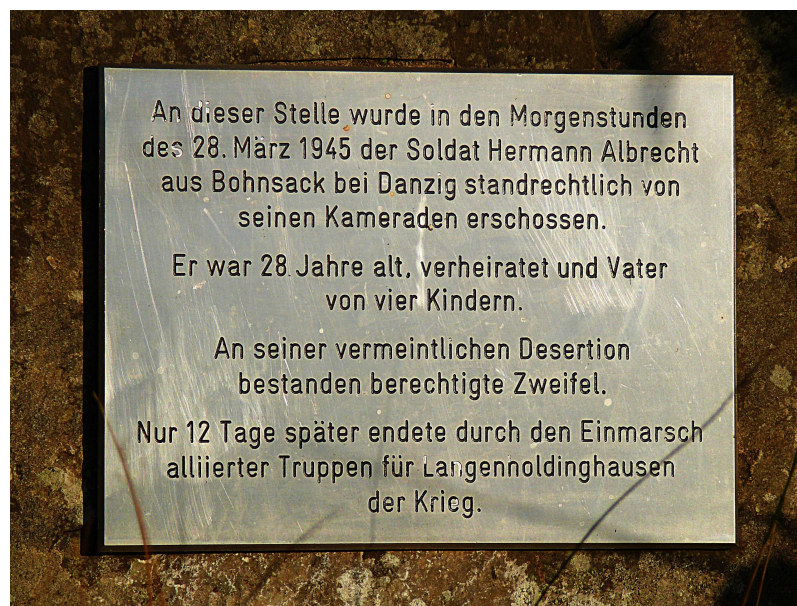 An dieser Stelle wurde in den Morgenstunden
des 28. März 1945 der Soldat Hermann Albrecht
aus Bohnsack bei Danzig standrechtlich von
seinen Kameraden erschossen.
Er war 28 Jahre alt, verheiratet und Vater
von vier Kindern.
An seiner vermeintlichen Desertion
bestanden berechtigte Zweifel.
Nur 12 Tage später endete durch den Einmarsch
alliierter Truppen für Langennoldinghausen
der Krieg.